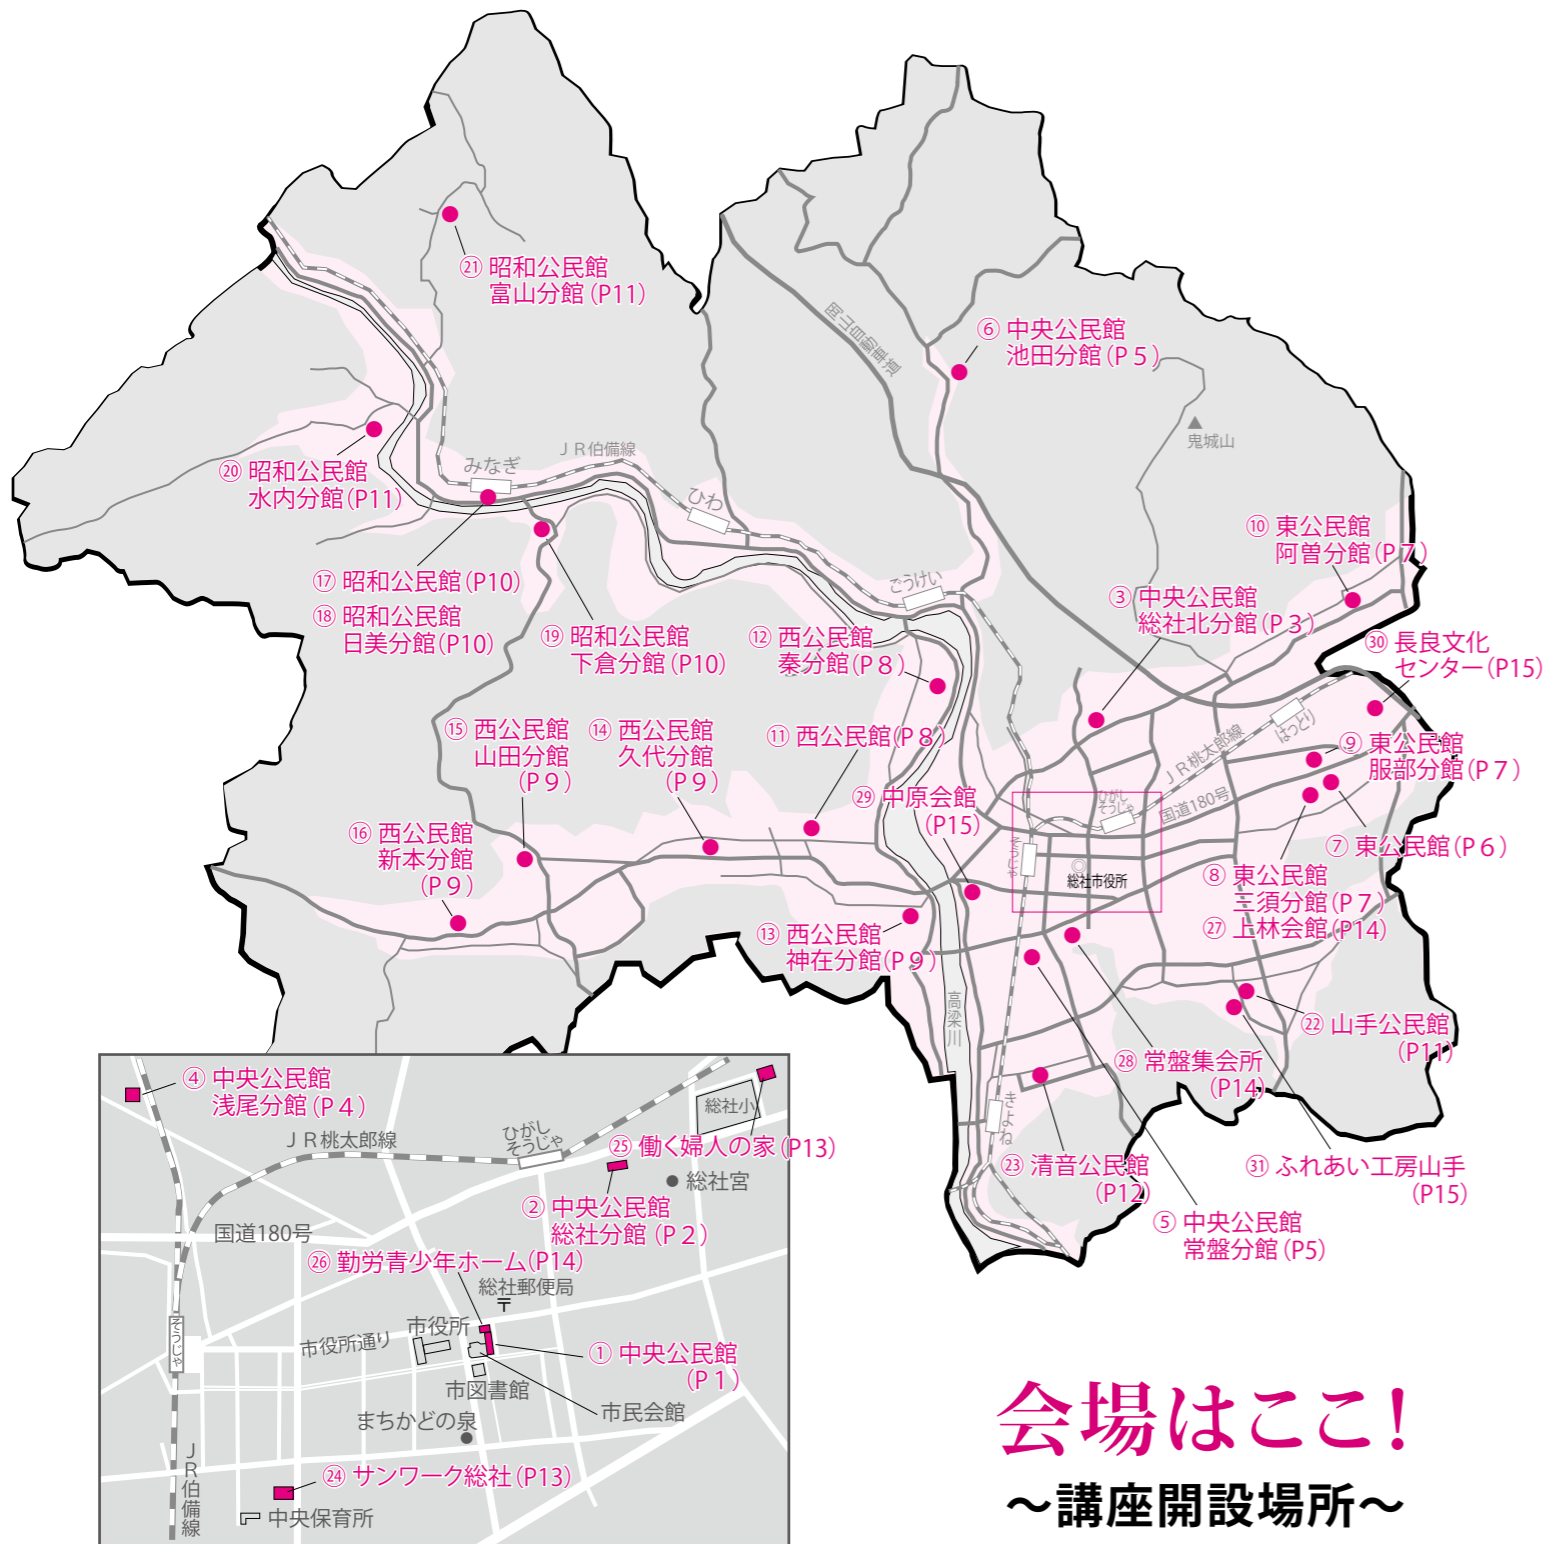 ㉑ 昭和公民館
富山分館(P11)
⑥ 中央公民館
池田分館(P5)
岡山自動車道
鬼城山
JR伯備線
みなぎ
ひわ
⑳ 昭和公民館
水内分館(P11)
⑩ 東公民館
阿曽分館(P7)
⑰ 昭和公民館(P10)
⑱ 昭和公民館
日美分館(P10)
⑲ 昭和公民館
下倉分館(P10)
ごうけい
③ 中央公民館
総社北分館(P3)
⑫ 西公民館
秦分館(P8)
㉚ 長良文化
センター(P15)
⑮ 西公民館
山田分館
(P9)
⑭ 西公民館
久代分館
(P9)
⑪ 西公民館(P8)
JR桃太郎線
はっとり
⑨ 東公民館
服部分館(P7)
㉙ 中原会館
(P15)
ひがし
そうじゃ
国道180号
⑯ 西公民館
新本分館
(P9)
そうじゃ
総社市役所
⑦ 東公民館(P6)
⑧ 東公民館
三須分館(P7)
㉗ 上林会館(P14)
⑬ 西公民館
神在分館(P9)
高梁川
㉒ 山手公民館
(P11)
㉘ 常盤集会所
(P14)
きよね
㉓ 清音公民館
(P12)
㉛ ふれあい工房山手
(P15)
⑤ 中央公民館
常盤分館(P5)
④ 中央公民館
浅尾分館(P4)
JR桃太郎線
ひがし
そうじゃ
総社小
㉕ 働く婦人の家(P13)
総社宮
② 中央公民館
総社分館(P2)
国道180号
㉖ 勤労青少年ホーム(P14)
総社郵便局
〒
そうじゃ
市役所通り
市役所
① 中央公民館
(P1)
市図書館
市民会館
まちかどの泉
JR伯備線
㉔ サンワーク総社(P13)
中央保育所
会場はここ!
～講座開設場所～